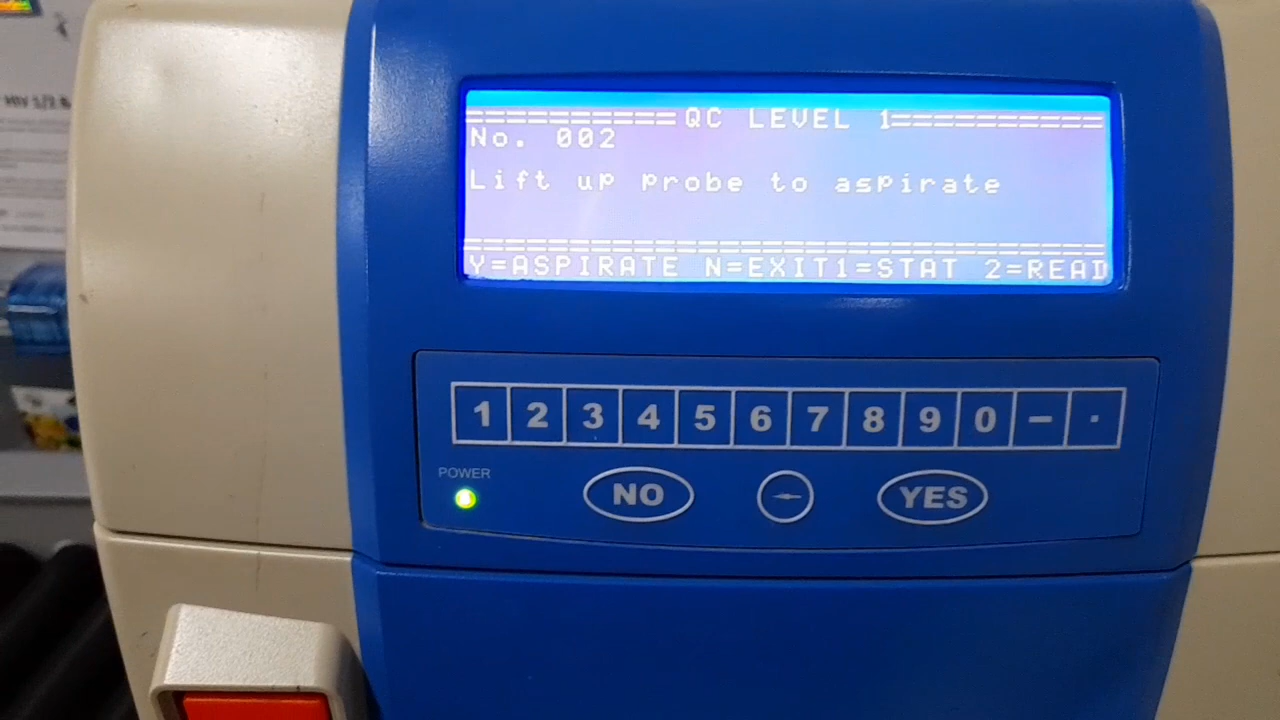 ==========QC LEVEL 1==========
No. 002
Lift up probe to aspirate
==============================
Y=ASPIRATE N=EXIT1=STAT 2=READ
1 2 3 4 5 6 7 8 9 0 - .
POWER
NO YES